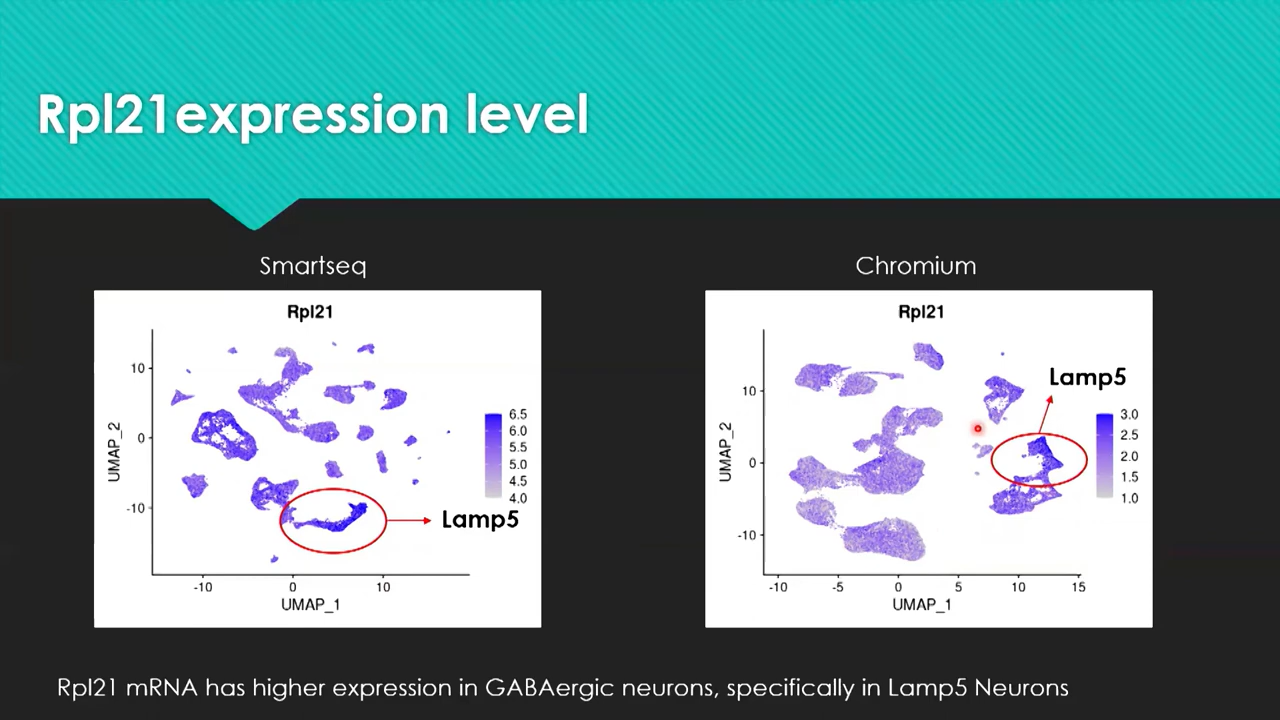 Rpl21expression level
Smartseq
Chromium
Rpl21
10
0
-10
UMAP_2
-10
0
10
UMAP_1
6.5
6.0
5.5
5.0
4.5
4.0
Lamp5
Rpl21
10
0
-10
UMAP_2
-10
-5
0
5
10
15
UMAP_1
Lamp5
3.0
2.5
2.0
1.5
1.0
Rpl21 mRNA has higher expression in GABAergic neurons, specifically in Lamp5 Neurons